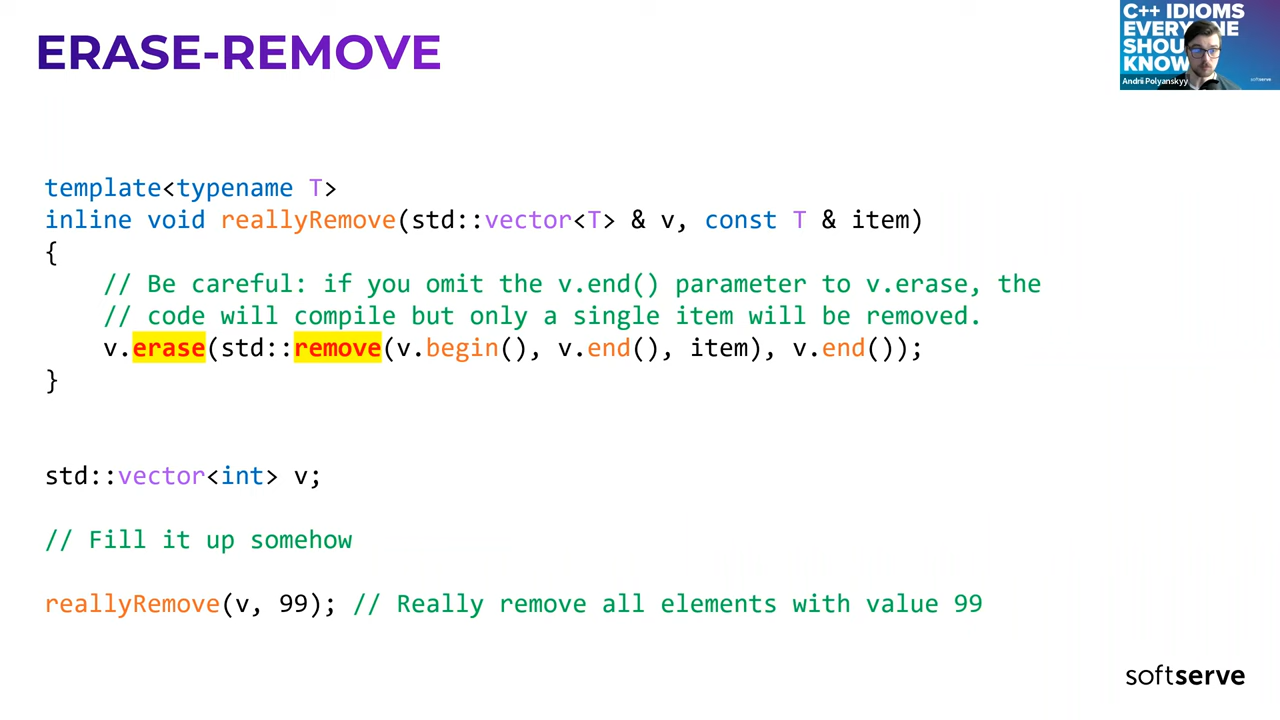 ERASE-REMOVE
C++ IDIOMS
EVERYONE
SHOU
KNOW
Andrii Polyanskyy
softserve
template<typename T>
inline void reallyRemove(std::vector<T> & v, const T & item)
{
    // Be careful: if you omit the v.end() parameter to v.erase, the
    // code will compile but only a single item will be removed.
    v.erase(std::remove(v.begin(), v.end(), item), v.end());
}
std::vector<int> v;
// Fill it up somehow
reallyRemove(v, 99); // Really remove all elements with value 99
softserve